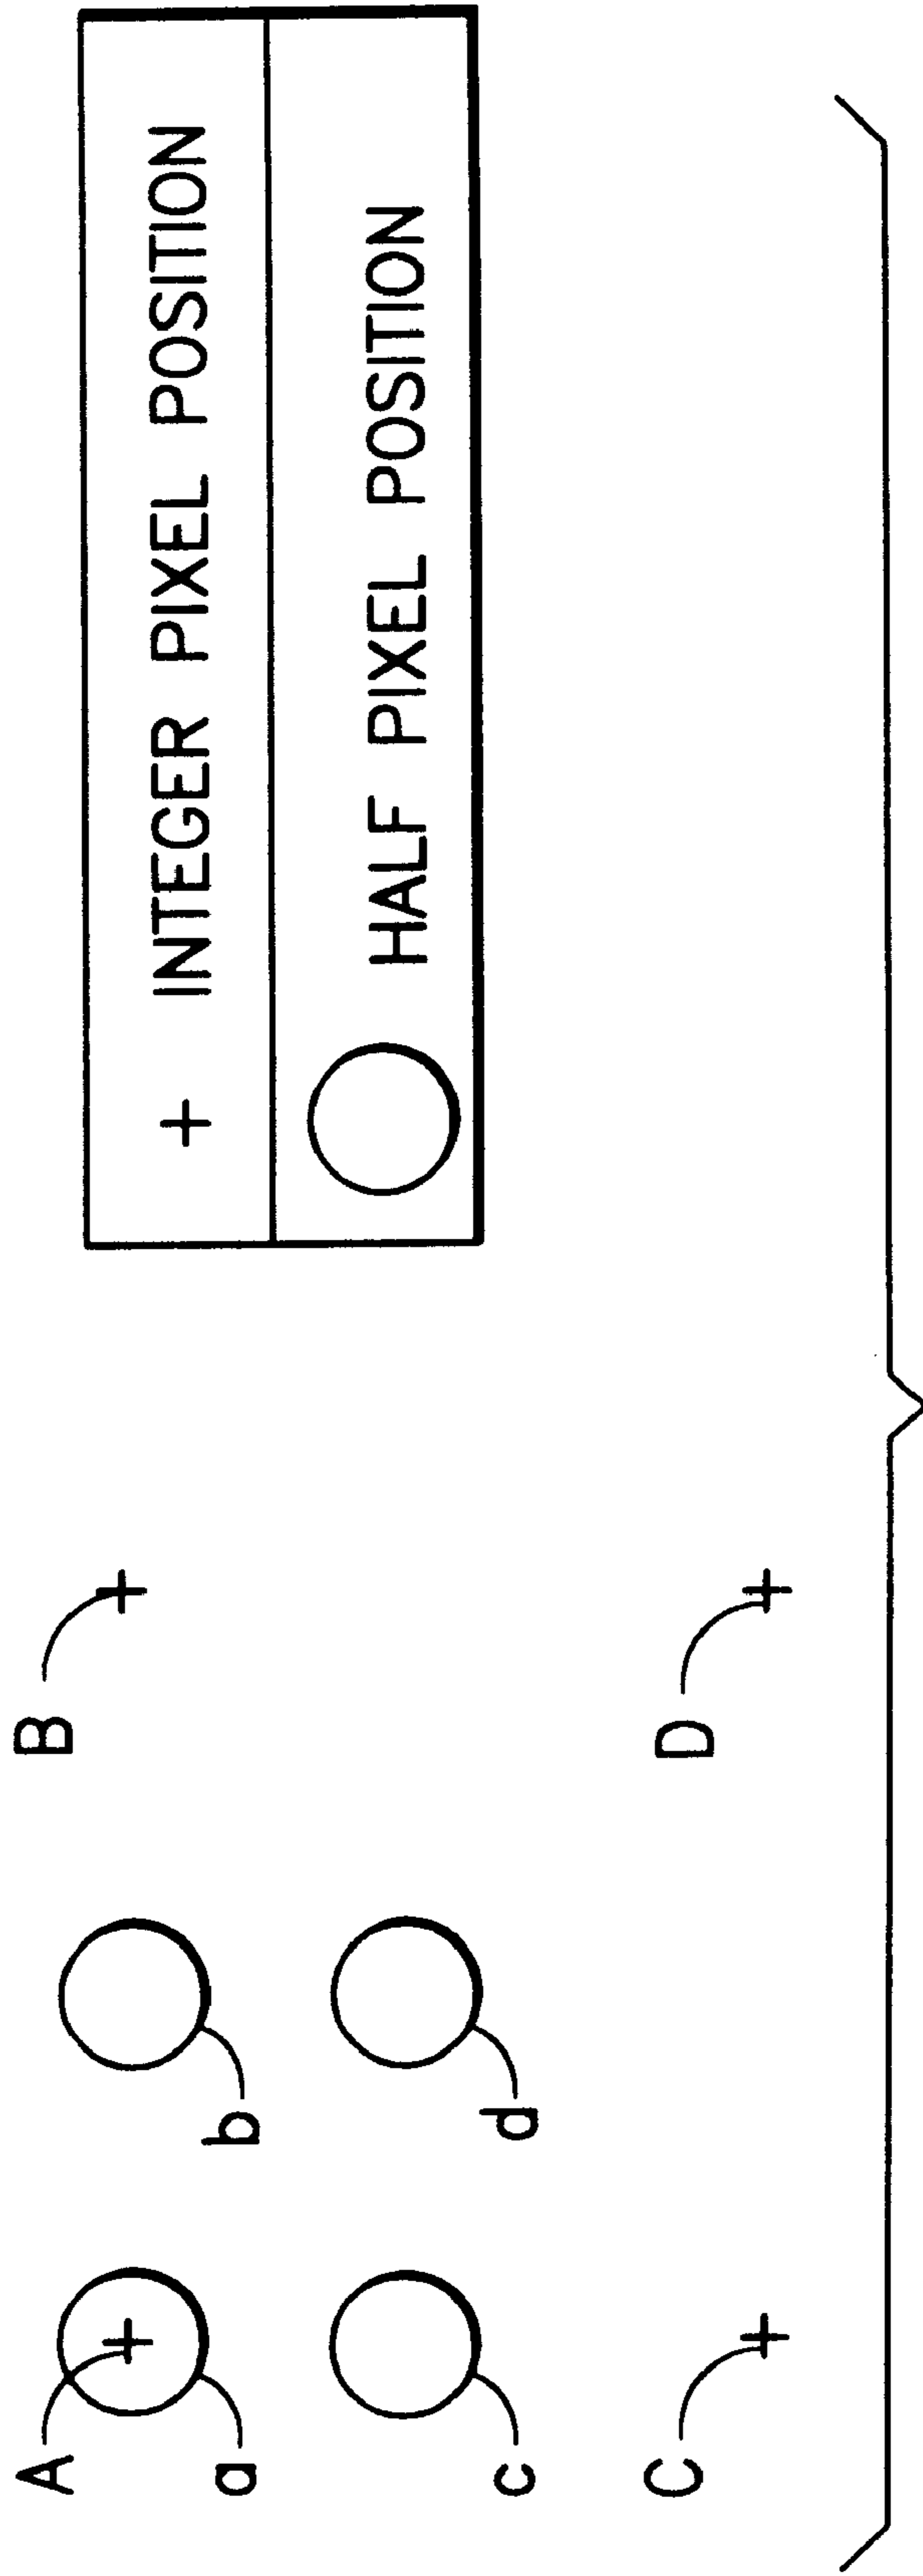 A B
a b
c d
C D
+ INTEGER PIXEL POSITION
HALF PIXEL POSITION